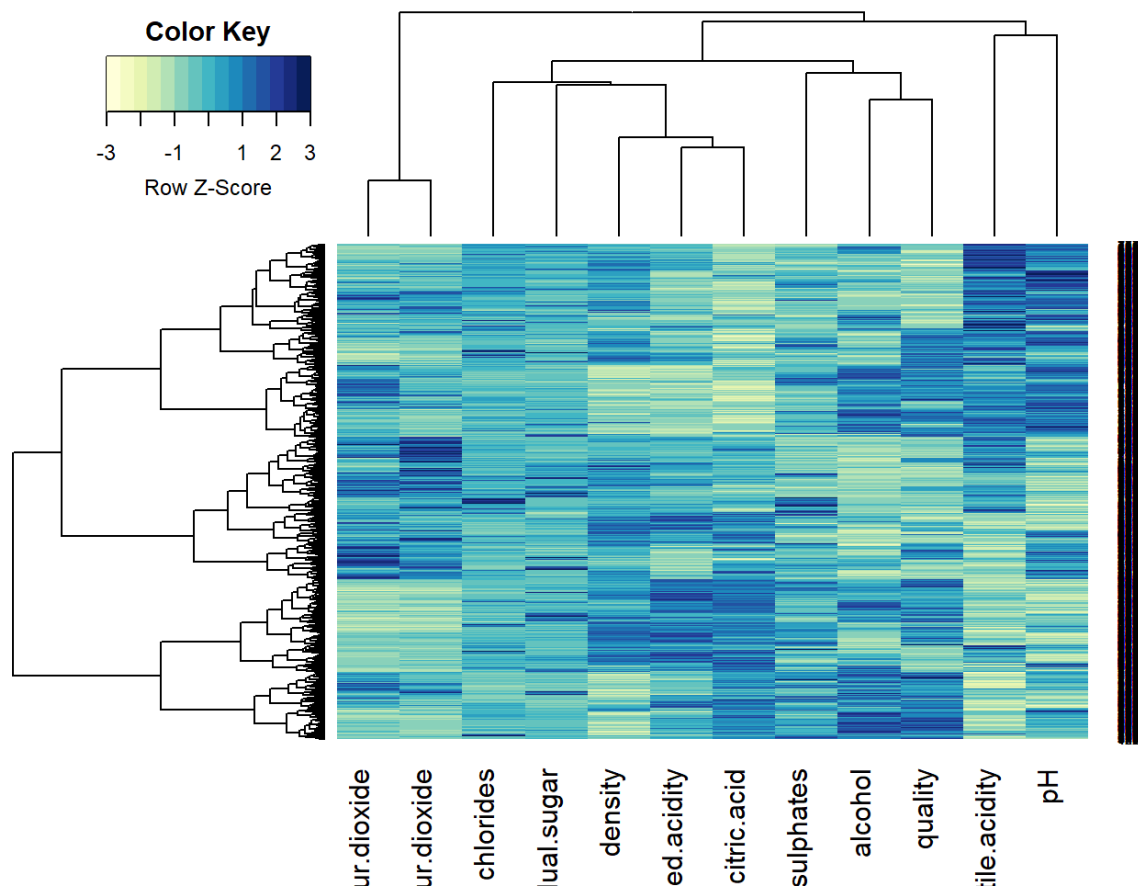 Color Key
-3 -1 1 2 3
Row Z-Score
ur.dioxide
ur.dioxide
chlorides
dual.sugar
density
ed.acidity
citric.acid
sulphates
alcohol
quality
tile.acidity
pH